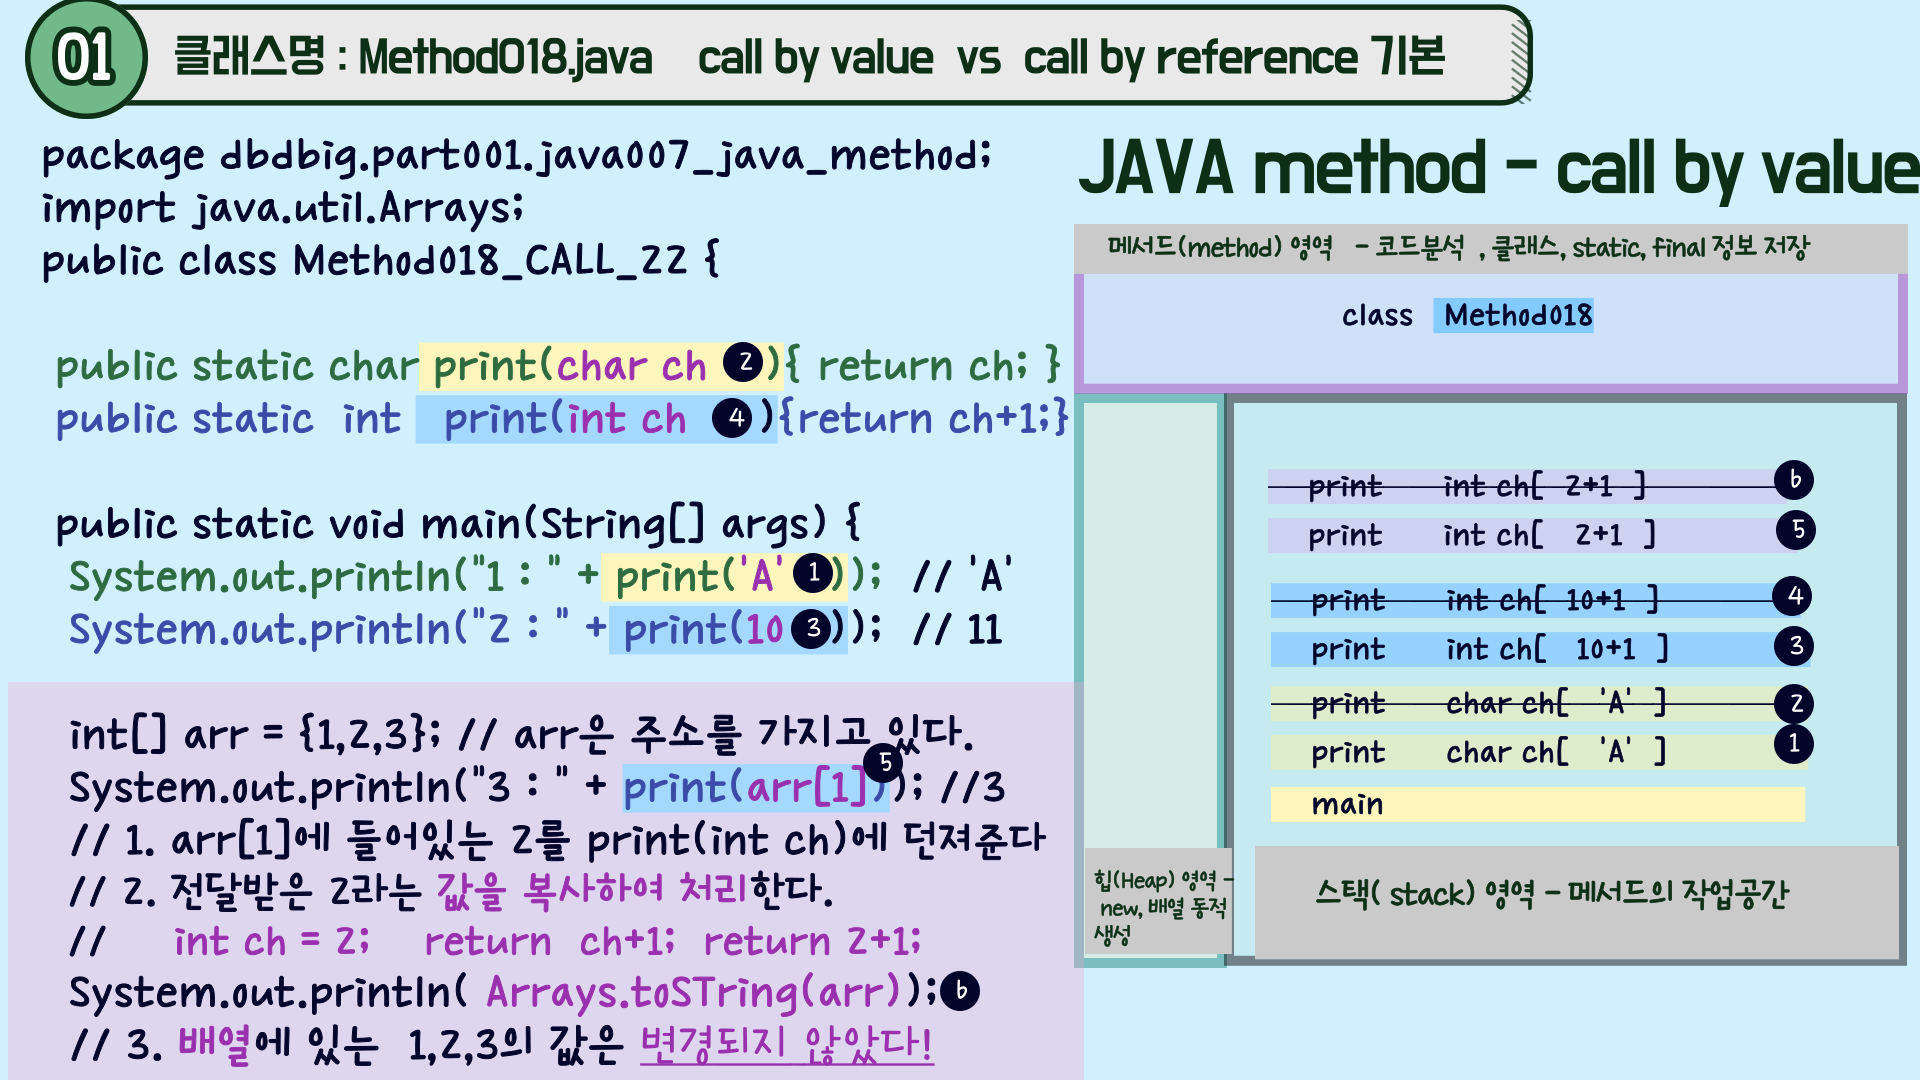 01
클래스명 : Method018.java call by value vs call by reference 기본
package dbdbig.part001.java007_java_method;
import java.util.Arrays;
public class Method018_CALL_22 {
public static char print(char ch 2 ){ return ch; }
public static int print(int ch 4 ){return ch+1;}
public static void main(String[] args) {
System.out.println("1 : " + print('A' 1 )); // 'A'
System.out.println("2 : " + print(10 3 )); // 11
int[] arr = {1,2,3}; // arr은 주소를 가지고 있다.
5
System.out.println("3 : " + print(arr[1])); //3
// 1. arr[1]에 들어있는 2를 print(int ch)에 던져준다
// 2. 전달받은 2라는 값을 복사하여 처리한다.
// int ch = 2; return ch+1; return 2+1;
System.out.println( Arrays.toSTring(arr)); 6
// 3. 배열에 있는 1,2,3의 값은 변경되지 않았다!
JAVA method - call by value
메서드(method) 영역 - 코드분석 , 클래스, static, final 정보 저장
class Method018
print int ch[ 2+1 ] 6
print int ch[ 2+1 ] 5
print int ch[ 10+1 ] 4
print int ch[ 10+1 ] 3
print char ch[ 'A' ] 2
print char ch[ 'A' ] 1
main
힙(Heap) 영역 -
new, 배열 동적
생성
스택( stack) 영역 - 메서드의 작업공간